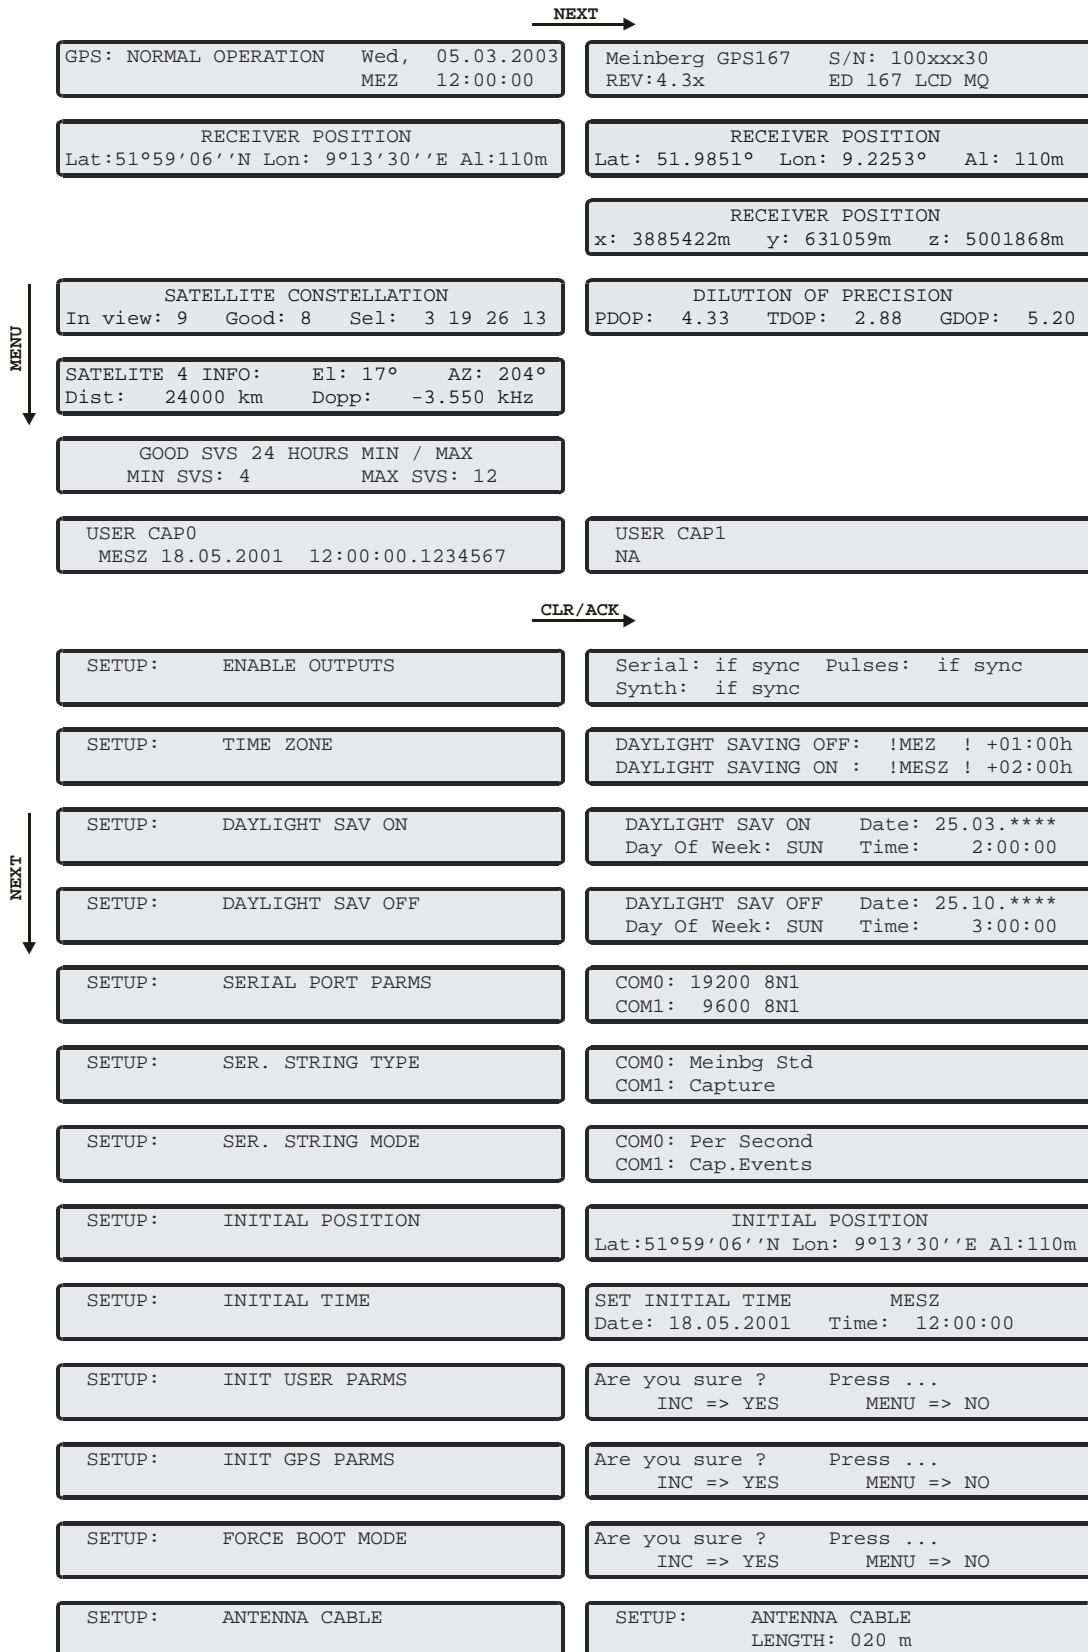 NEXT
GPS: NORMAL OPERATION Wed, 05.03.2003
MEZ 12:00:00
Meinberg GPS167 S/N: 100xxx30
REV:4.3x ED 167 LCD MQ
RECEIVER POSITION
Lat:51°59'06''N Lon: 9°13'30''E Al:110m
RECEIVER POSITION
Lat: 51.9851° Lon: 9.2253° Al: 110m
RECEIVER POSITION
x: 3885422m y: 631059m z: 5001868m
MENU
SATELLITE CONSTELLATION
In view: 9 Good: 8 Sel: 3 19 26 13
DILUTION OF PRECISION
PDOP: 4.33 TDOP: 2.88 GDOP: 5.20
SATELITE 4 INFO: El: 17° AZ: 204°
Dist: 24000 km Dopp: -3.550 kHz
GOOD SVS 24 HOURS MIN / MAX
MIN SVS: 4 MAX SVS: 12
USER CAP0
MESZ 18.05.2001 12:00:00.1234567
USER CAP1
NA
CLR/ACK
SETUP: ENABLE OUTPUTS
Serial: if sync Pulses: if sync
Synth: if sync
SETUP: TIME ZONE
DAYLIGHT SAVING OFF: !MEZ ! +01:00h
DAYLIGHT SAVING ON : !MESZ ! +02:00h
NEXT
SETUP: DAYLIGHT SAV ON
DAYLIGHT SAV ON Date: 25.03.****
Day Of Week: SUN Time: 2:00:00
SETUP: DAYLIGHT SAV OFF
DAYLIGHT SAV OFF Date: 25.10.****
Day Of Week: SUN Time: 3:00:00
SETUP: SERIAL PORT PARMS
COM0: 19200 8N1
COM1: 9600 8N1
SETUP: SER. STRING TYPE
COM0: Meinbg Std
COM1: Capture
SETUP: SER. STRING MODE
COM0: Per Second
COM1: Cap.Events
SETUP: INITIAL POSITION
INITIAL POSITION
Lat:51°59'06''N Lon: 9°13'30''E Al:110m
SETUP: INITIAL TIME
SET INITIAL TIME MESZ
Date: 18.05.2001 Time: 12:00:00
SETUP: INIT USER PARMS
Are you sure ? Press ...
INC => YES MENU => NO
SETUP: INIT GPS PARMS
Are you sure ? Press ...
INC => YES MENU => NO
SETUP: FORCE BOOT MODE
Are you sure ? Press ...
INC => YES MENU => NO
SETUP: ANTENNA CABLE
SETUP: ANTENNA CABLE
LENGTH: 020 m